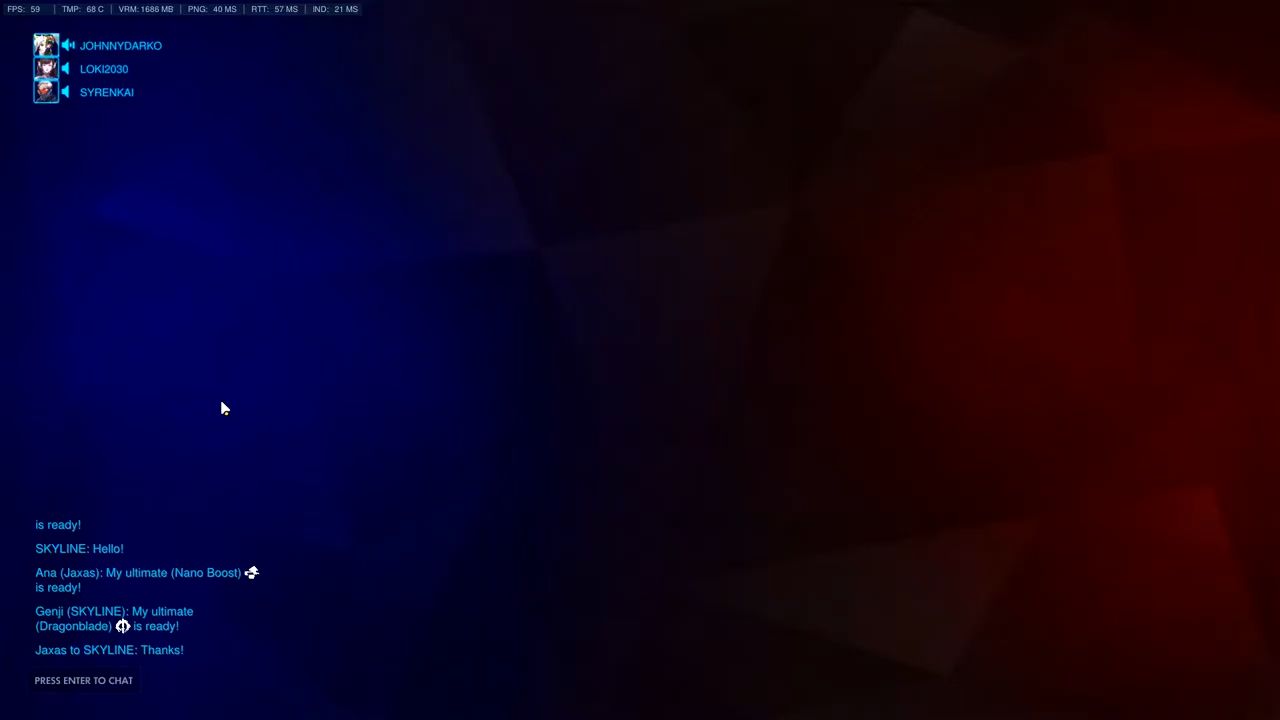 FPS: 59 | TMP: 68 C | VRM: 1686 MB | PNG: 40 MS | RTT: 57 MS | IND: 21 MS
JOHNNYDARKO
LOKI2030
SYRENKAI
is ready!
SKYLINE: Hello!
Ana (Jaxas): My ultimate (Nano Boost)
is ready!
Genji (SKYLINE): My ultimate
(Dragonblade) is ready!
Jaxas to SKYLINE: Thanks!
PRESS ENTER TO CHAT